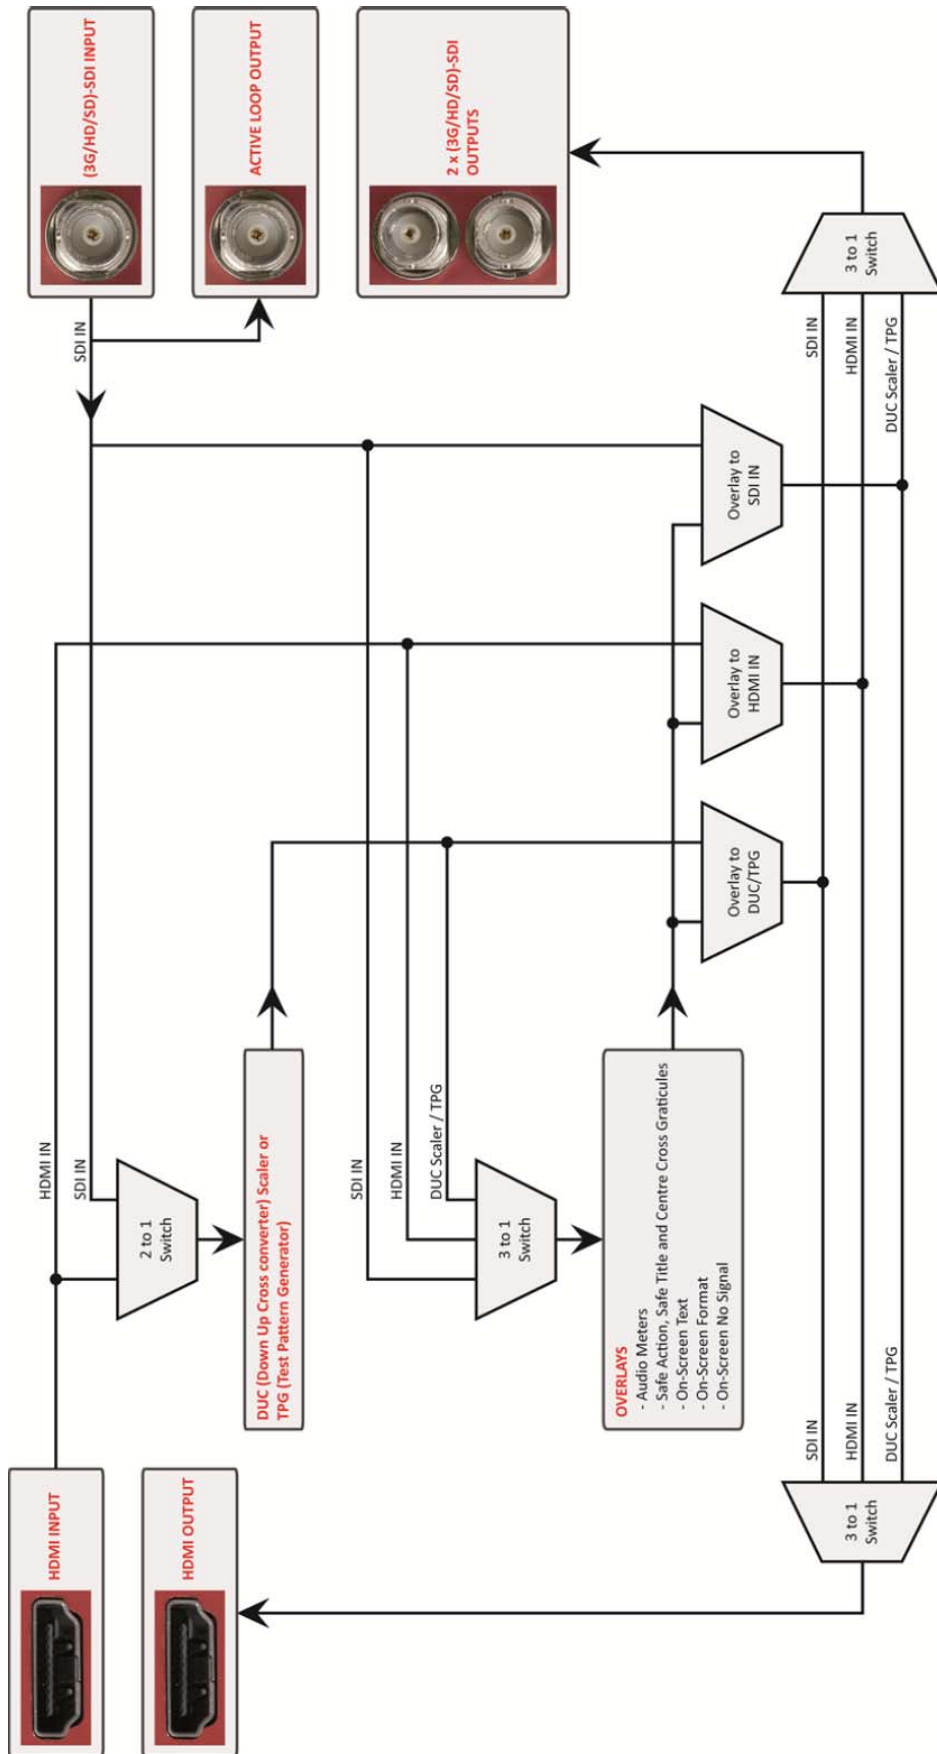 HDMI INPUT
HDMI OUTPUT
(3G/HD/SD)-SDI INPUT
ACTIVE LOOP OUTPUT
2 x (3G/HD/SD)-SDI
OUTPUTS
HDMI IN
SDI IN
SDI IN
2 to 1
Switch
DUC (Down Up Cross converter) Scaler or
TPG (Test Pattern Generator)
SDI IN
HDMI IN
DUC Scaler / TPG
3 to 1
Switch
OVERLAYS
- Audio Meters
- Safe Action, Safe Title and Centre Cross Graticules
- On-Screen Text
- On-Screen Format
- On-Screen No Signal
Overlay to
DUC/TPG
Overlay to
HDMI IN
Overlay to
SDI IN
3 to 1
Switch
SDI IN
HDMI IN
DUC Scaler / TPG
SDI IN
HDMI IN
DUC Scaler / TPG
3 to 1
Switch